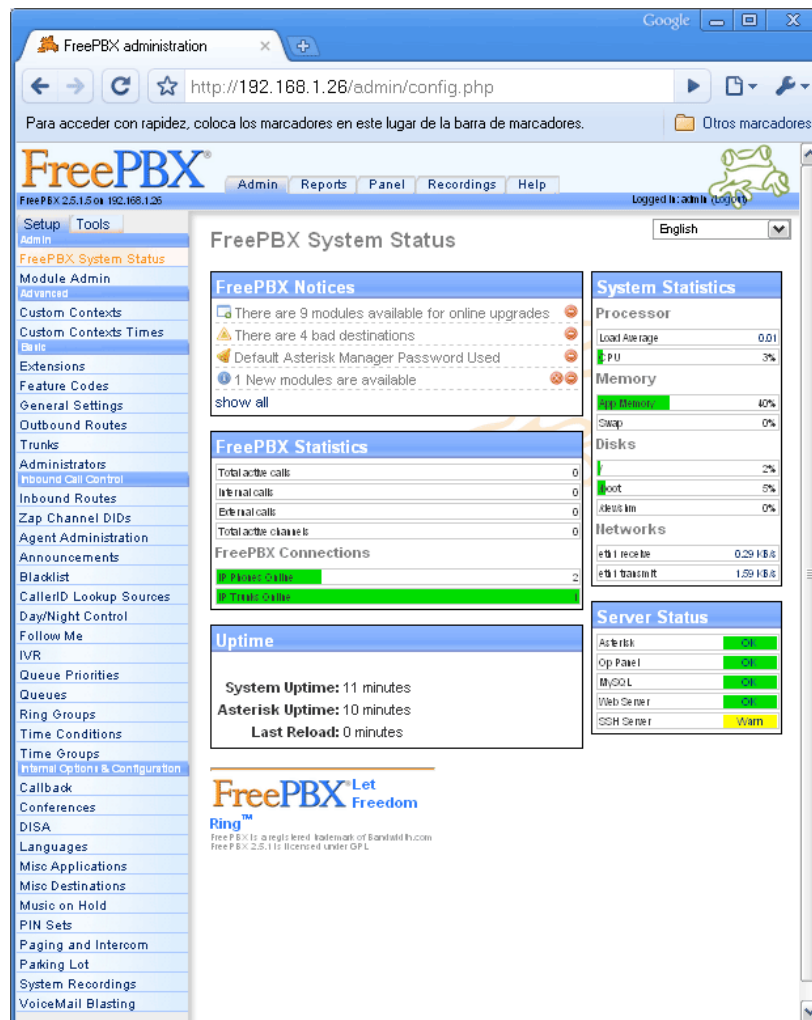 Google
FreePBX administration
http://192.168.1.26/admin/config.php
Para acceder con rapidez, coloca los marcadores en este lugar de la barra de marcadores.
Otros marcadores
FreePBX®
Admin
Reports
Panel
Recordings
Help
FreePBX 2.5.1.5 on 192.168.1.26
Logged in: admin (Logout)
Setup
Tools
English
Admin
FreePBX System Status
Module Admin
Advanced
Custom Contexts
Custom Contexts Times
Basic
Extensions
Feature Codes
General Settings
Outbound Routes
Trunks
Administrators
Inbound Call Control
Inbound Routes
Zap Channel DIDs
Agent Administration
Announcements
Blacklist
CallerID Lookup Sources
Day/Night Control
Follow Me
IVR
Queue Priorities
Queues
Ring Groups
Time Conditions
Time Groups
Internal Options & Configuration
Callback
Conferences
DISA
Languages
Misc Applications
Misc Destinations
Music on Hold
PIN Sets
Paging and Intercom
Parking Lot
System Recordings
VoiceMail Blasting
FreePBX System Status
FreePBX Notices
There are 9 modules available for online upgrades
There are 4 bad destinations
Default Asterisk Manager Password Used
1 New modules are available
show all
FreePBX Statistics
Total active calls 0
Internal calls 0
External calls 0
Total active channels 0
FreePBX Connections
IP Phones Online 2
IP Trunks Online 1
Uptime
System Uptime: 11 minutes
Asterisk Uptime: 10 minutes
Last Reload: 0 minutes
System Statistics
Processor
Load Average 0.01
CPU 3%
Memory
App Memory 40%
Swap 0%
Disks
/ 2%
/boot 5%
/dev/shm 0%
Networks
eth1 receive 0.29 KB/s
eth1 transmit 1.59 KB/s
Server Status
Asterisk OK
Op Panel OK
MySQL OK
Web Server OK
SSH Server Warn
FreePBX® Let Freedom
Ring™
FreePBX is a registered trademark of Bandwidth.com
FreePBX 2.5.1 is licensed under GPL